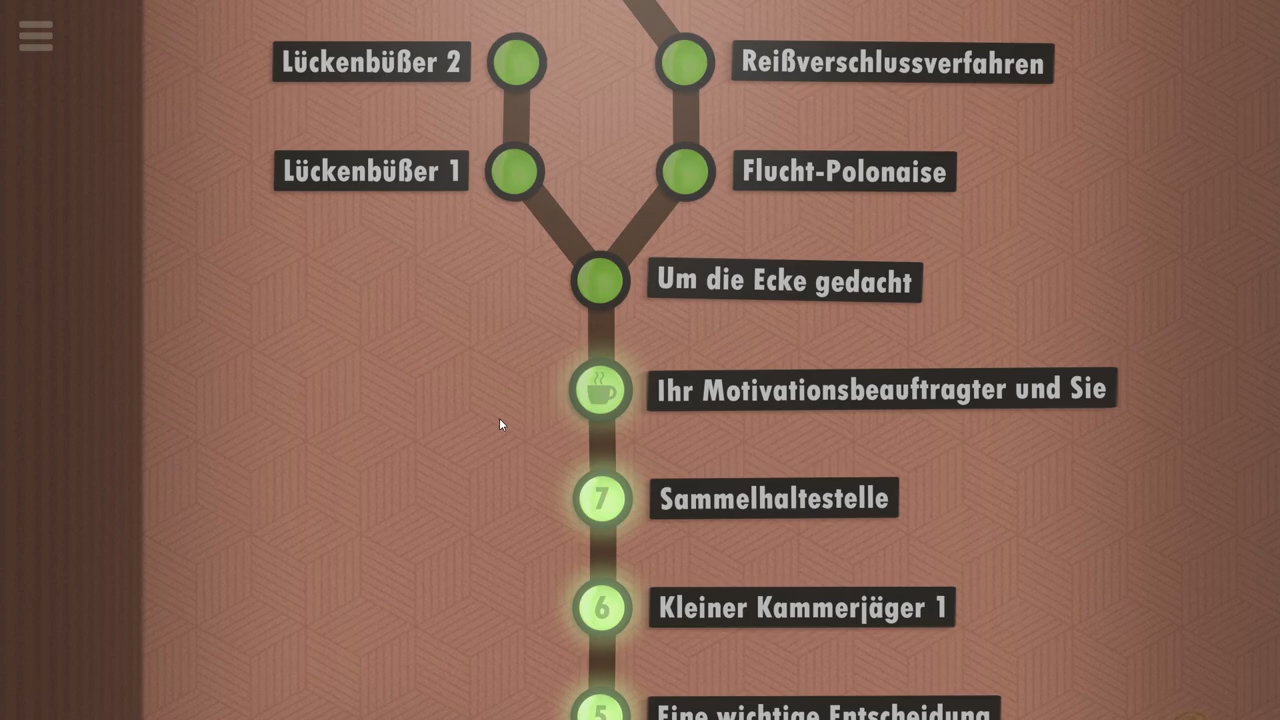 Lückenbüßer 2
Reißverschlussverfahren
Lückenbüßer 1
Flucht-Polonaise
Um die Ecke gedacht
Ihr Motivationsbeauftragter und Sie
7
Sammelhaltestelle
6
Kleiner Kammerjäger 1
5
Eine wichtige Entscheidung